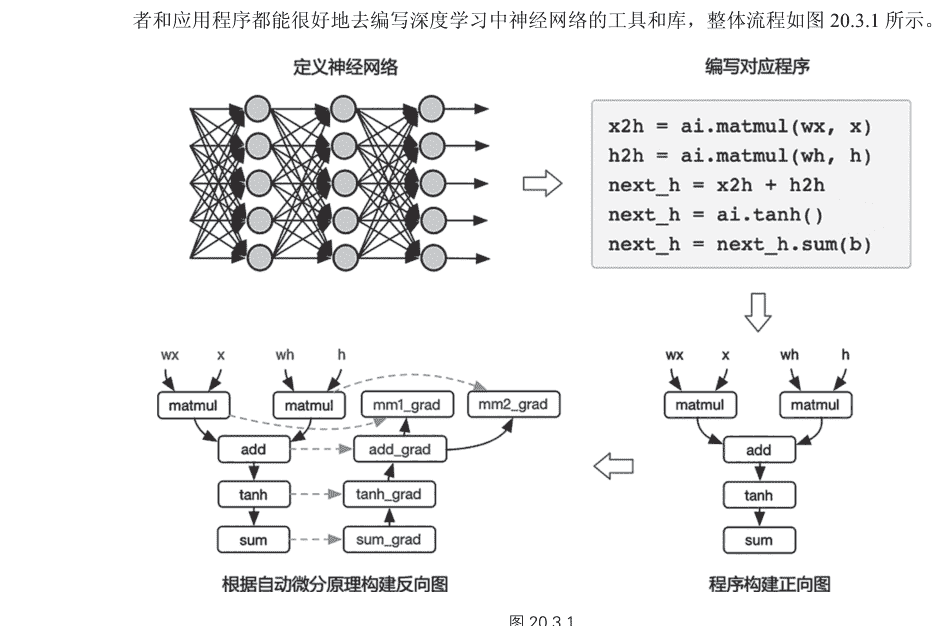 者和应用程序都能很好地去编写深度学习中神经网络的工具和库，整体流程如图 20.3.1 所示。
定义神经网络
编写对应程序
x2h = ai.matmul(wx, x)
h2h = ai.matmul(wh, h)
next_h = x2h + h2h
next_h = ai.tanh()
next_h = next_h.sum(b)
wx x wh h
matmul matmul mm1_grad mm2_grad
add add_grad
tanh tanh_grad
sum sum_grad
根据自动微分原理构建反向图
wx x wh h
matmul matmul
add
tanh
sum
程序构建正向图
图 20.3.1